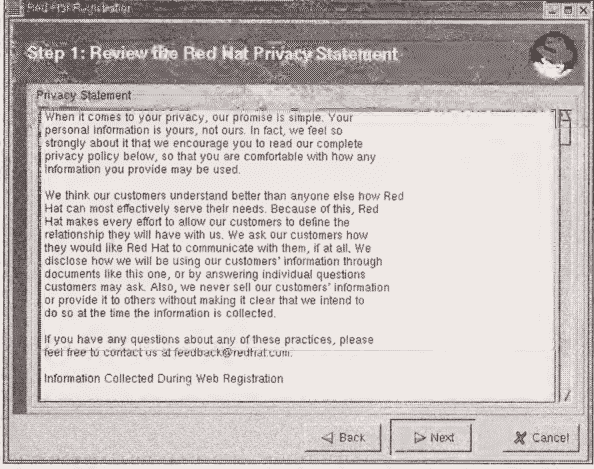 Red Hat Registration
Step 1: Review the Red Hat Privacy Statement
Privacy Statement
When it comes to your privacy, our promise is simple. Your
personal information is yours, not ours. In fact, we feel so
strongly about it that we encourage you to read our complete
privacy policy below, so that you are comfortable with how any
information you provide may be used.
We think our customers understand better than anyone else how Red
Hat can most effectively serve their needs. Because of this, Red
Hat makes every effort to allow our customers to define the
relationship they will have with us. We ask our customers how
they would like Red Hat to communicate with them, if at all. We
disclose how we will be using our customers' information through
documents like this one, or by answering individual questions
customers may ask. Also, we never sell our customers' information
or provide it to others without making it clear that we intend to
do so at the time the information is collected.
If you have any questions about any of these practices, please
feel free to contact us at feedback@redhat.com.
Information Collected During Web Registration
Back
Next
Cancel